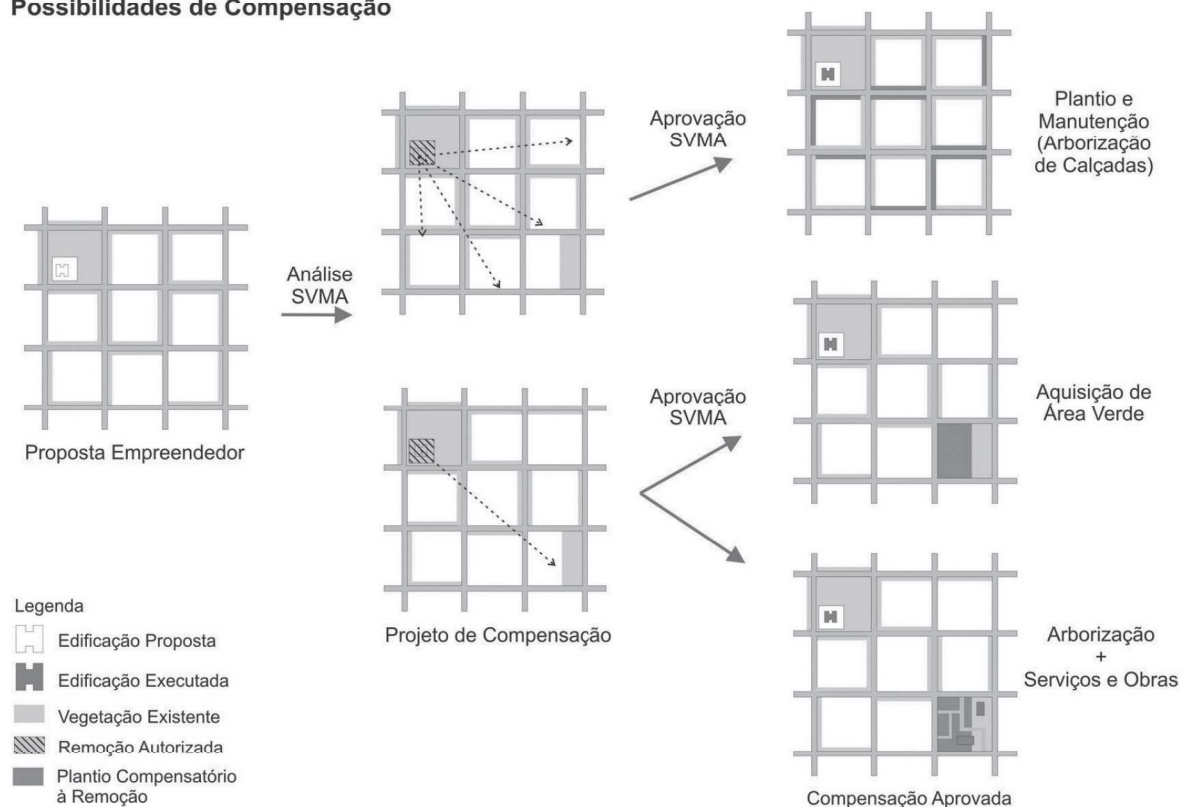 Possibilidades de Compensação
Proposta Empreendedor
Análise
SVMA
Projeto de Compensação
Aprovação
SVMA
Aprovação
SVMA
Plantio e
Manutenção
(Arborização
de Calçadas)
Aquisição de
Área Verde
Arborização
+
Serviços e Obras
Compensação Aprovada
Legenda
Edificação Proposta
Edificação Executada
Vegetação Existente
Remoção Autorizada
Plantio Compensatório
à Remoção